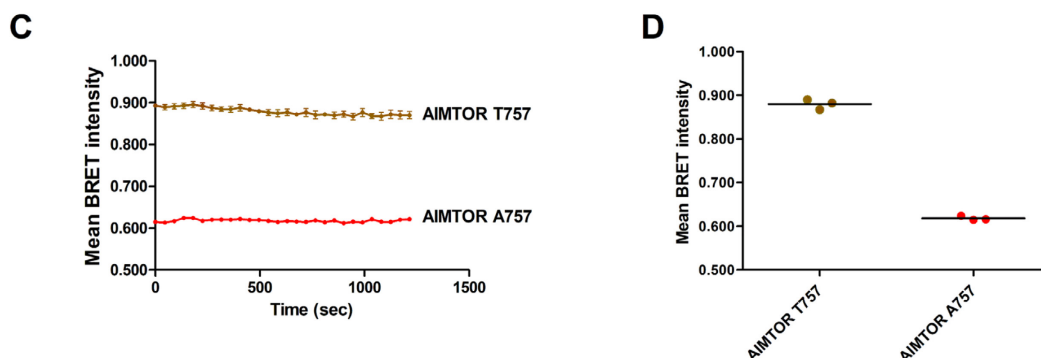 C
Mean BRET intensity
1.000
0.900
0.800
0.700
0.600
0.500
0
500
1000
1500
Time (sec)
AIMTOR T757
AIMTOR A757
D
Mean BRET intensity
1.000
0.900
0.800
0.700
0.600
0.500
AIMTOR T757
AIMTOR A757